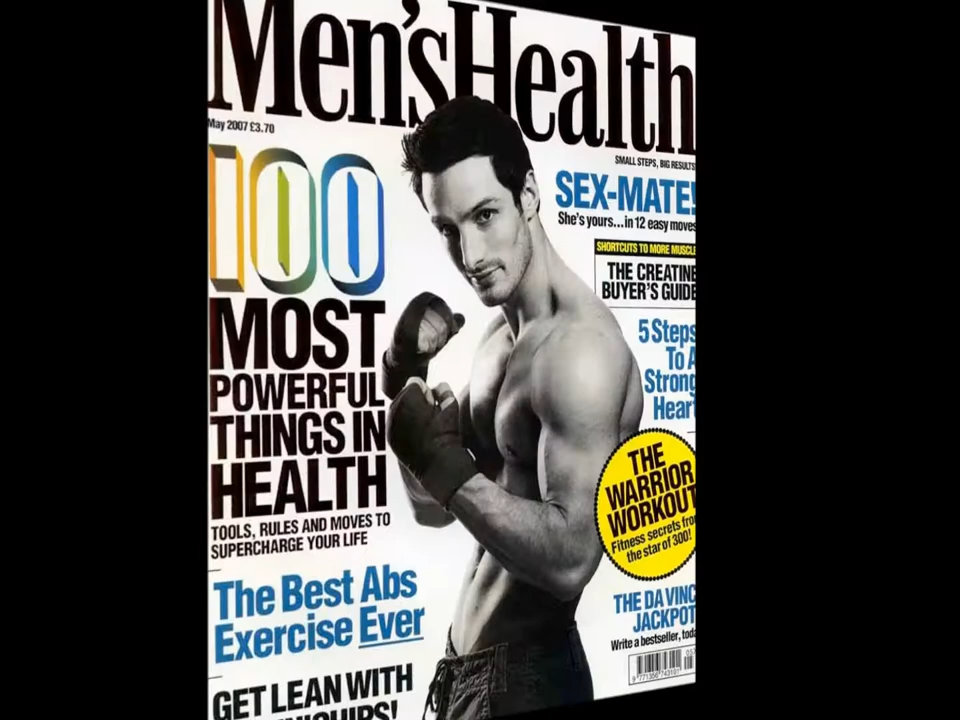 Men'sHealth
May 2007 £3.70
SMALL STEPS, BIG RESULTS
100
MOST
POWERFUL
THINGS IN
HEALTH
TOOLS, RULES AND MOVES TO
SUPERCHARGE YOUR LIFE
The Best Abs
Exercise Ever
GET LEAN WITH
SEX-MATE!
She's yours...in 12 easy moves
SHORTCUTS TO MORE MUSCLE
THE CREATINE
BUYER'S GUIDE
5 Steps
To A
Strong
Heart
THE
WARRIOR
WORKOUT
Fitness secrets from
the star of 300!
THE DA VINC
JACKPOT
Write a bestseller, toda